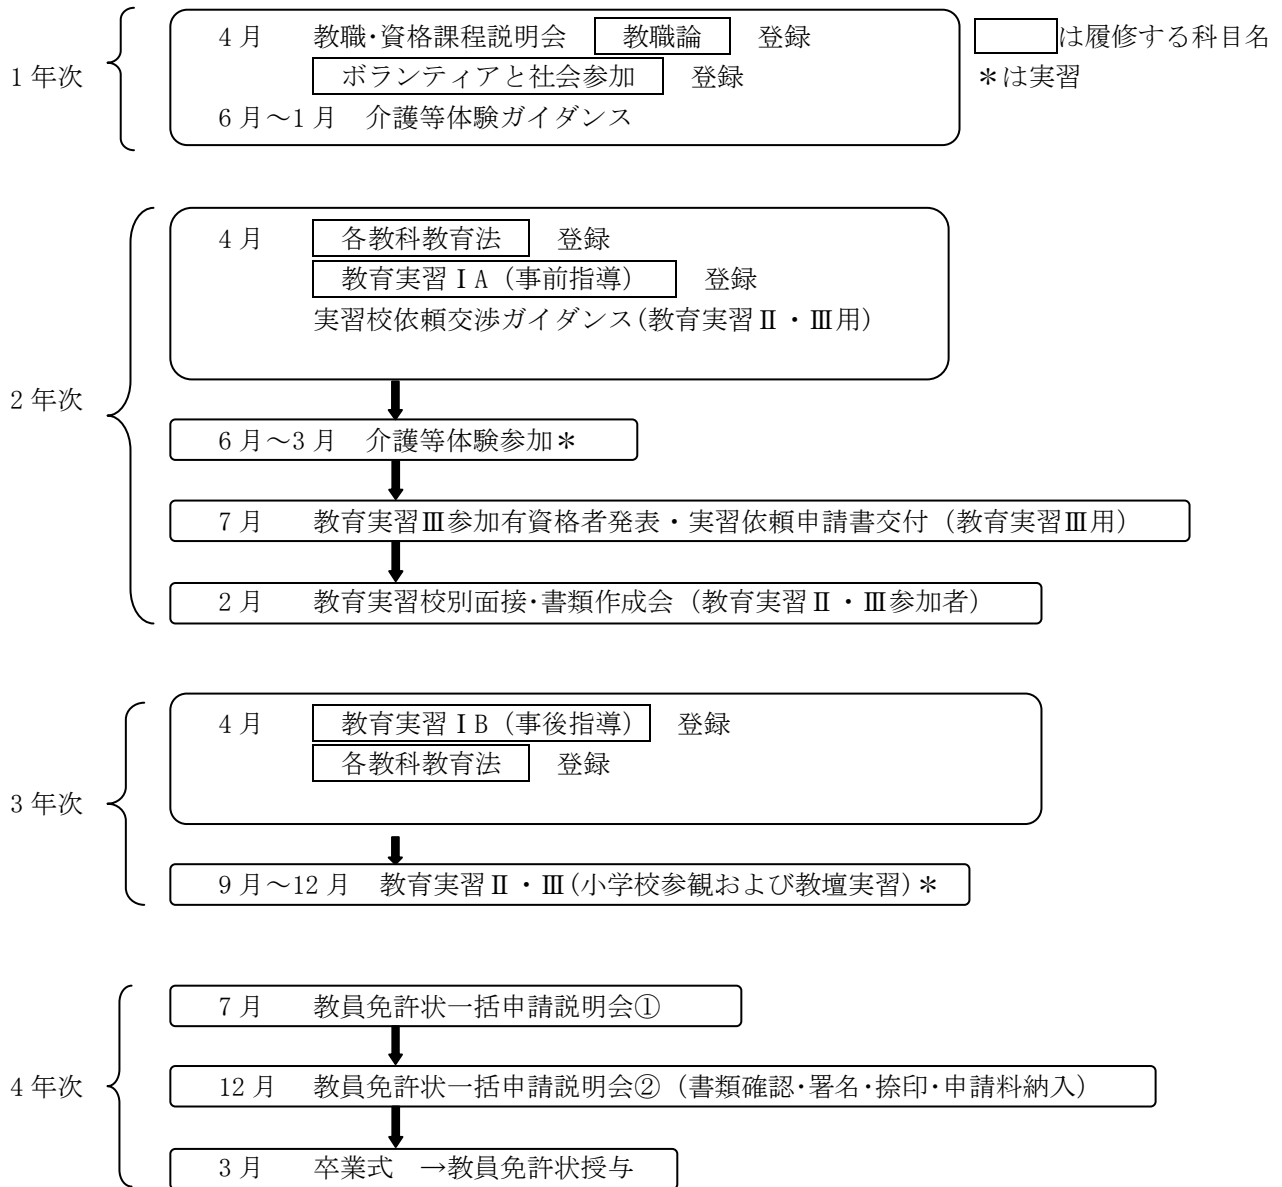 4月 教職･資格課程説明会 教職論 登録
は履修する科目名
ボランティアと社会参加 登録
＊は実習
1年次
6月～1月 介護等体験ガイダンス
4月 各教科教育法 登録
教育実習ⅠA（事前指導） 登録
実習校依頼交渉ガイダンス(教育実習Ⅱ・Ⅲ用)
2年次
6月～3月 介護等体験参加＊
7月 教育実習Ⅲ参加有資格者発表・実習依頼申請書交付（教育実習Ⅲ用）
2月 教育実習校別面接･書類作成会（教育実習Ⅱ・Ⅲ参加者）
4月 教育実習ⅠB（事後指導） 登録
各教科教育法 登録
3年次
9月～12月 教育実習Ⅱ・Ⅲ(小学校参観および教壇実習)＊
7月 教員免許状一括申請説明会①
4年次
12月 教員免許状一括申請説明会②（書類確認･署名･捺印･申請料納入）
3月 卒業式 →教員免許状授与